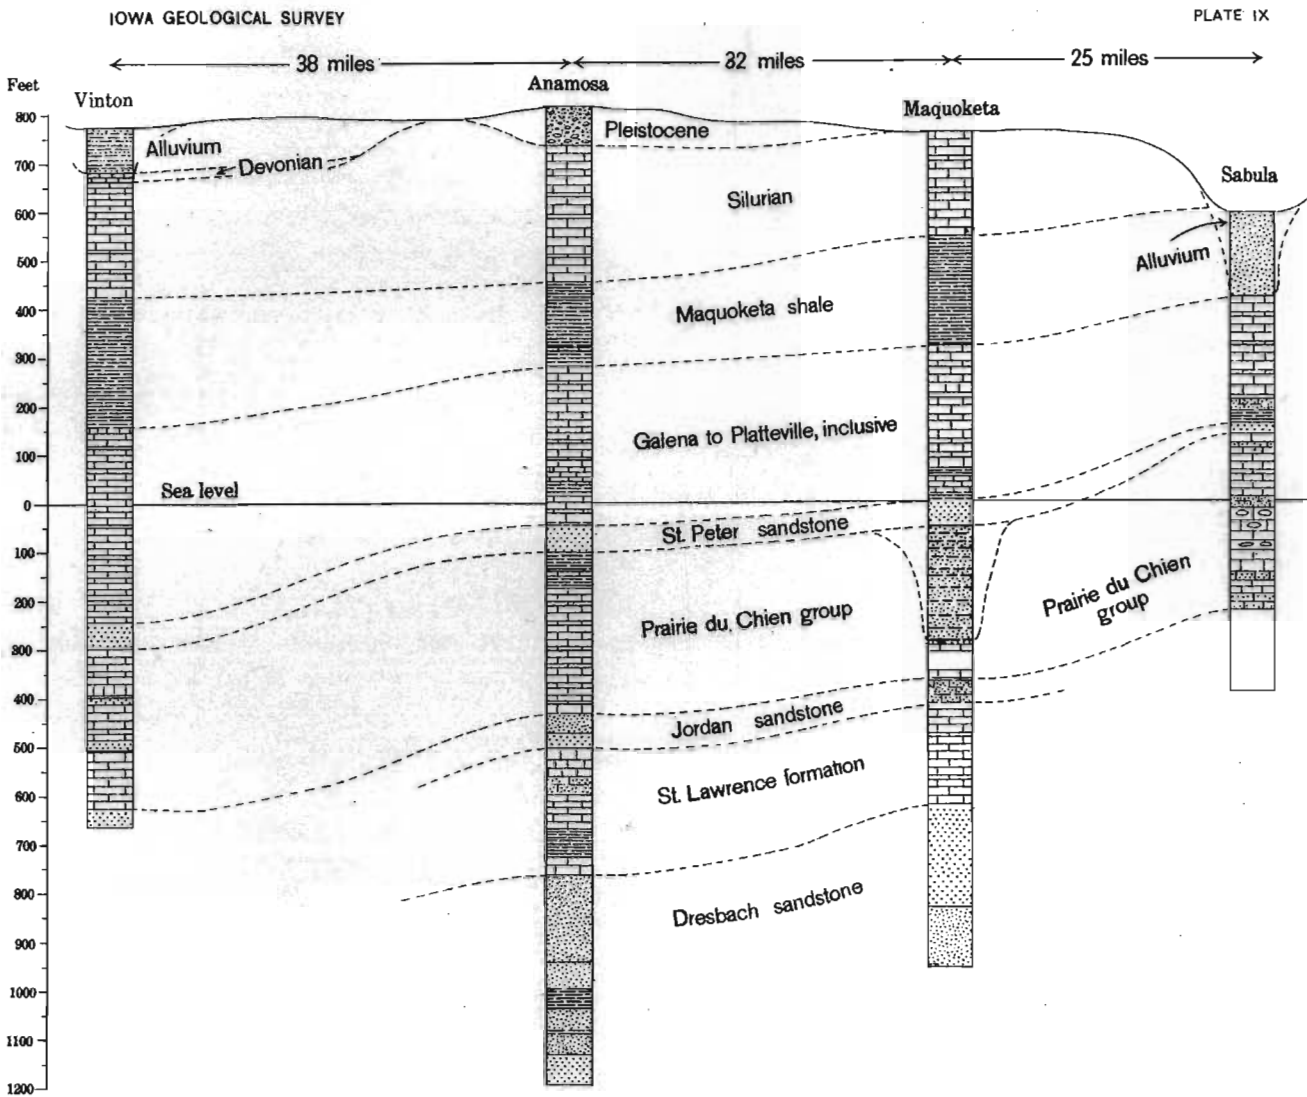 IOWA GEOLOGICAL SURVEY
PLATE IX
38 miles
32 miles
25 miles
Feet
Vinton
Anamosa
Maquoketa
Sabula
800
700
600
500
400
300
200
100
0
100
200
300
400
500
600
700
800
900
1000
1100
1200
Alluvium
Devonian
Pleistocene
Silurian
Alluvium
Maquoketa shale
Galena to Platteville, inclusive
Sea level
St. Peter sandstone
Prairie du Chien group
Prairie du Chien
group
Jordan sandstone
St. Lawrence formation
Dresbach sandstone